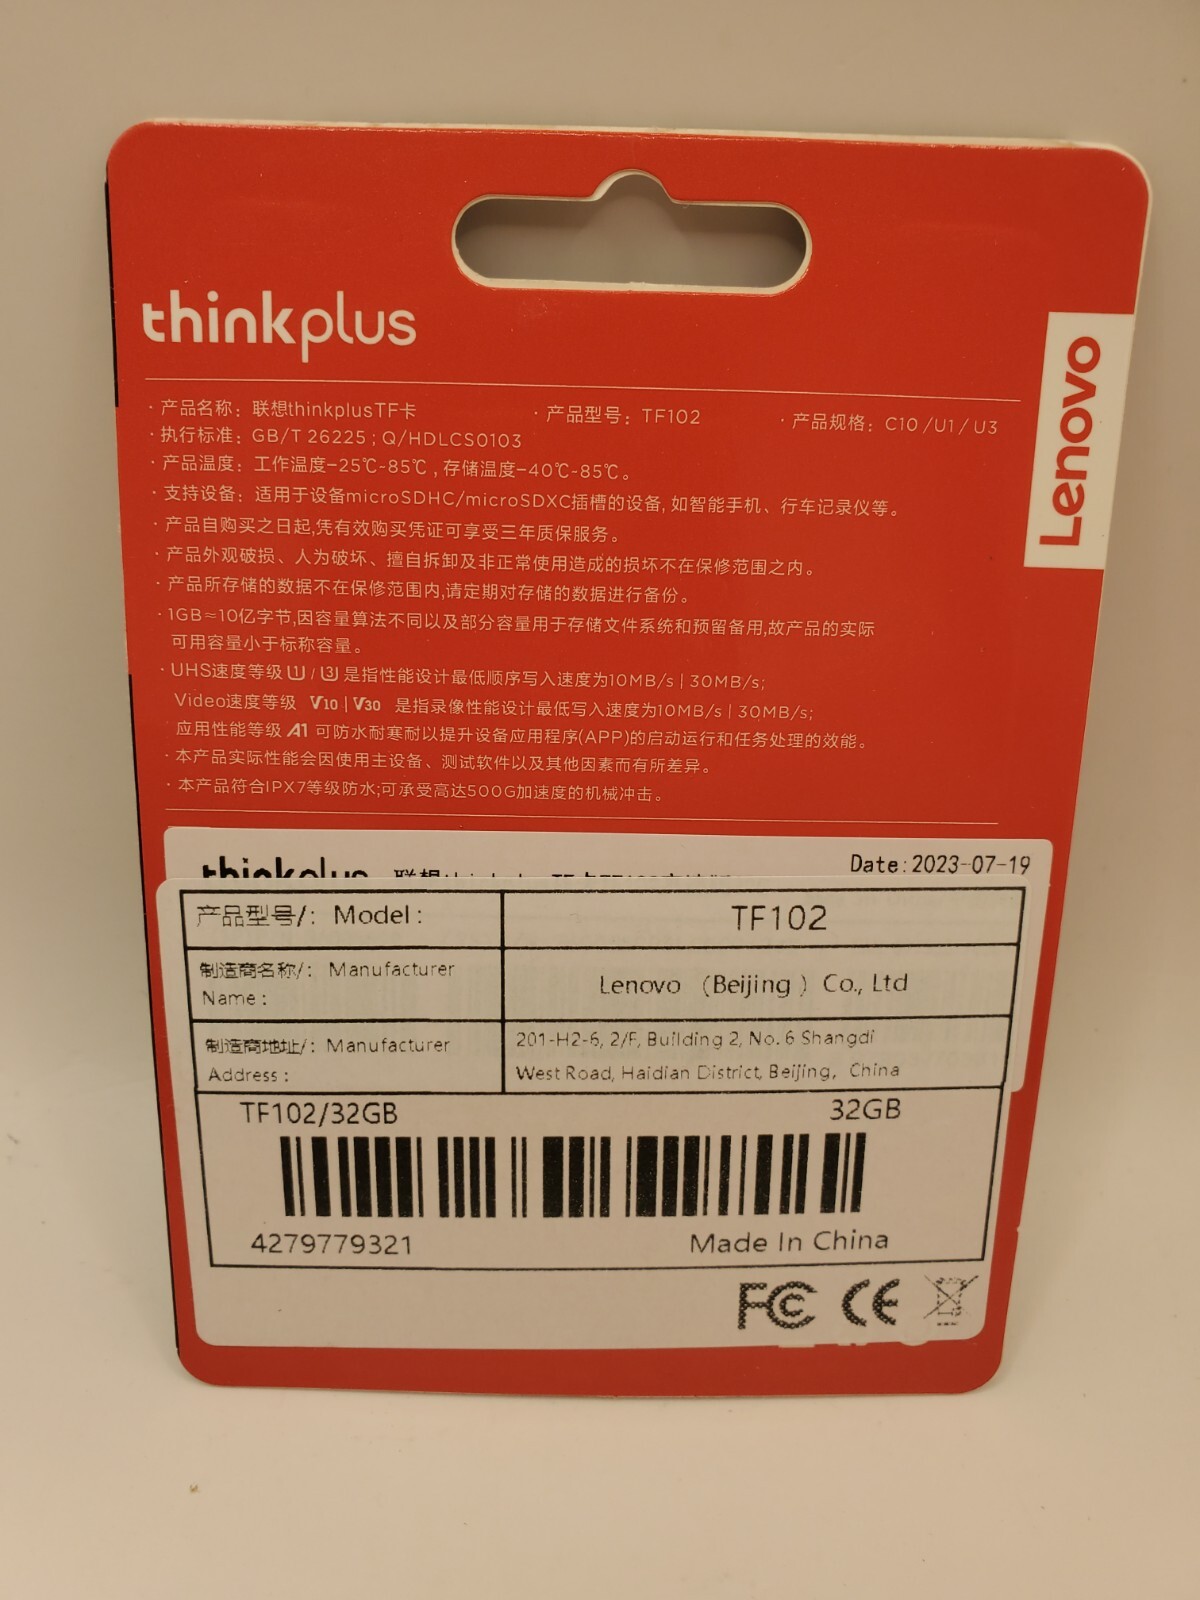 thinkplus
Lenovo
· 产品名称：联想thinkplusTF卡 · 产品型号：TF102 · 产品规格：C10 /U1 / U3
· 执行标准：GB/T 26225 ; Q/HDLCS0103
· 产品温度：工作温度-25℃-85℃ , 存储温度-40℃-85℃。
· 支持设备：适用于设备microSDHC/microSDXC插槽的设备, 如智能手机、行车记录仪等。
· 产品自购买之日起,凭有效购买凭证可享受三年质保服务。
· 产品外观破损、人为破坏、擅自拆卸及非正常使用造成的损坏不在保修范围之内。
· 产品所存储的数据不在保修范围内,请定期对存储的数据进行备份。
· 1GB≈10亿字节,因容量算法不同以及部分容量用于存储文件系统和预留备用,故产品的实际
可用容量小于标称容量。
· UHS速度等级 U1 / U3 是指性能设计最低顺序写入速度为10MB/s | 30MB/s;
Video速度等级 V10 | V30 是指录像性能设计最低写入速度为10MB/s | 30MB/s;
应用性能等级 A1 可防水耐寒耐以提升设备应用程序(APP)的启动运行和任务处理的效能。
· 本产品实际性能会因使用主设备、测试软件以及其他因素而有所差异。
· 本产品符合IPX7等级防水;可承受高达500G加速度的机械冲击。
Date:2023-07-19
thinkplus
产品型号/: Model : TF102
制造商名称/: Manufacturer
Name : Lenovo （Beijing ）Co., Ltd
制造商地址/: Manufacturer
Address : 201-H2-6, 2/F, Building 2, No. 6 Shangdi
West Road, Haidian District, Beijing, China
TF102/32GB 32GB
4279779321 Made In China
FC CE